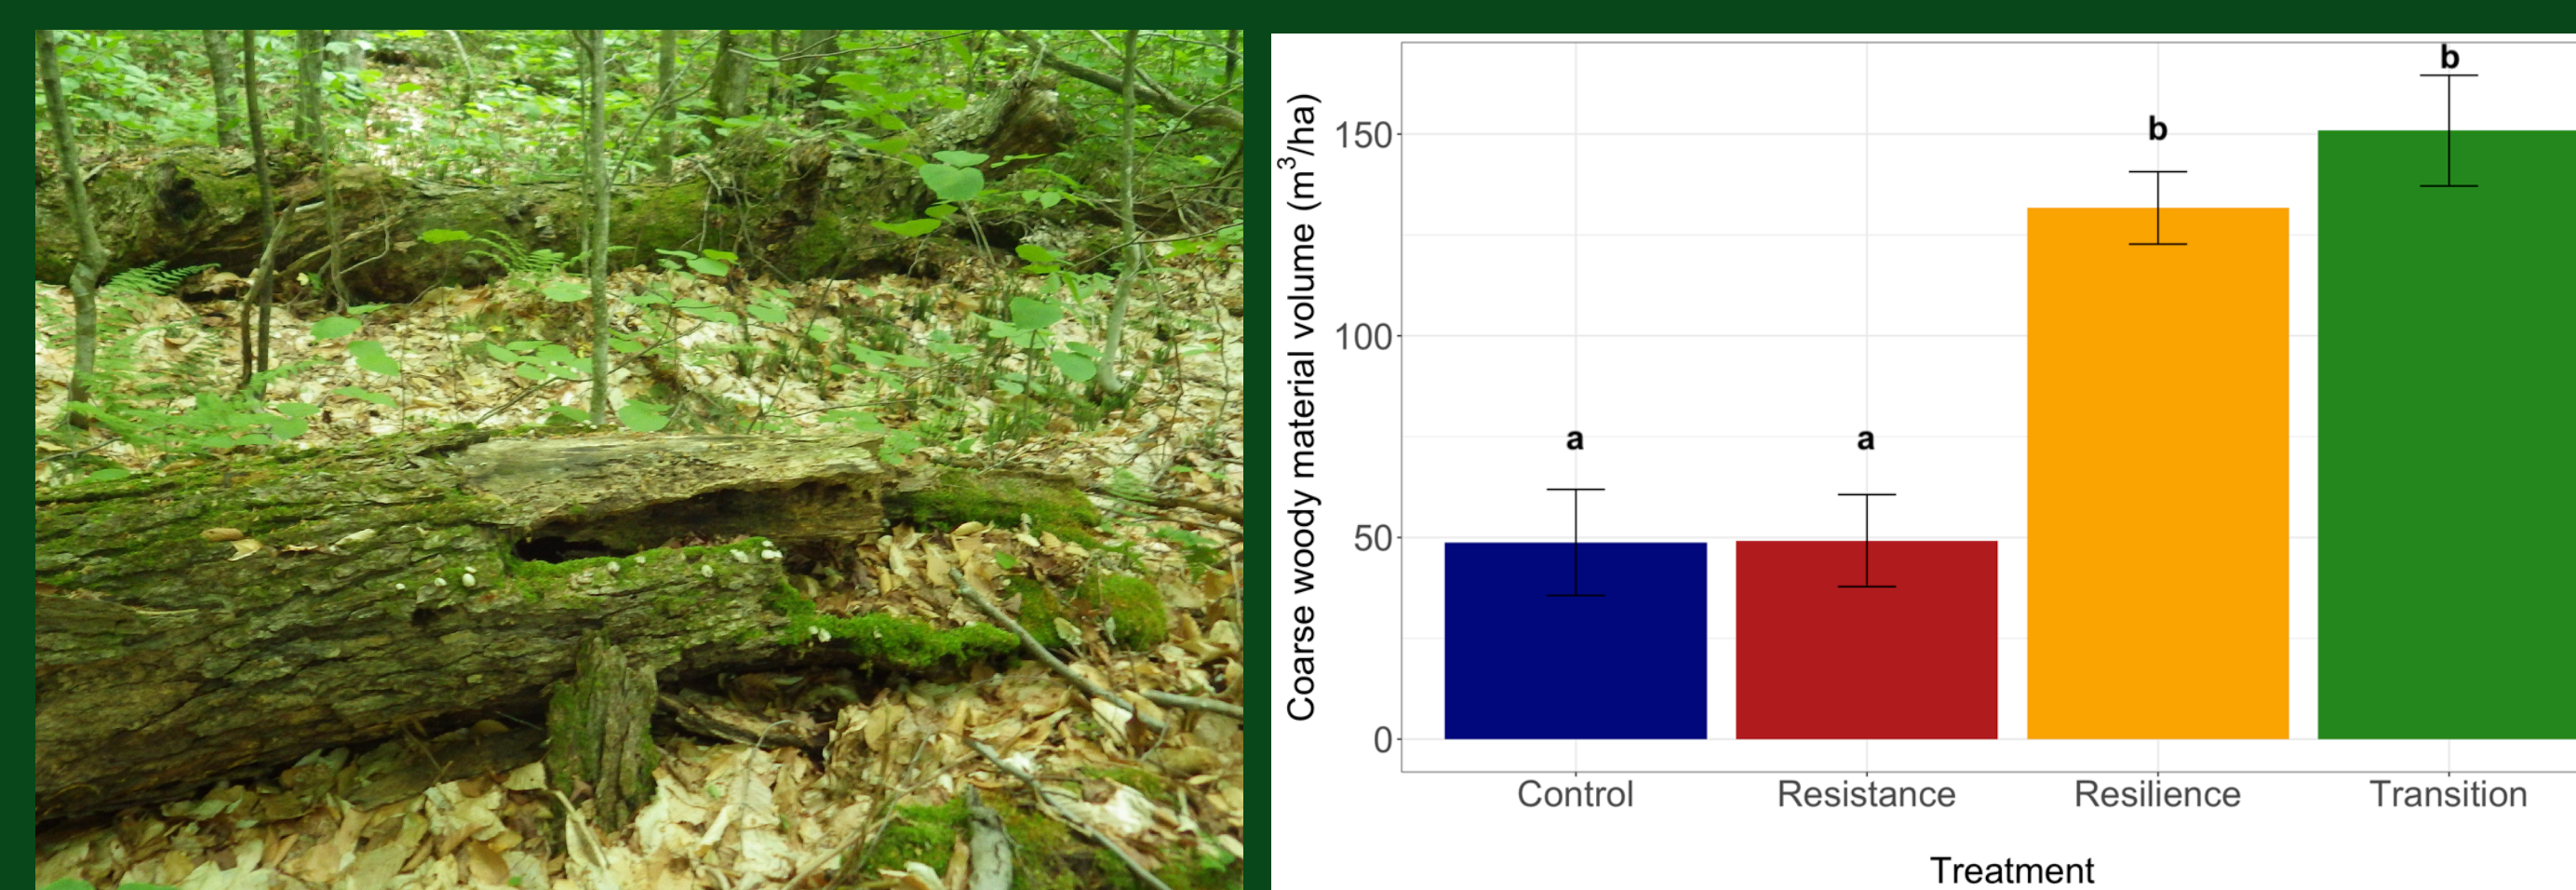 Coarse woody material volume (m³/ha)
150
100
50
0
a
a
b
b
Control
Resistance
Resilience
Transition
Treatment